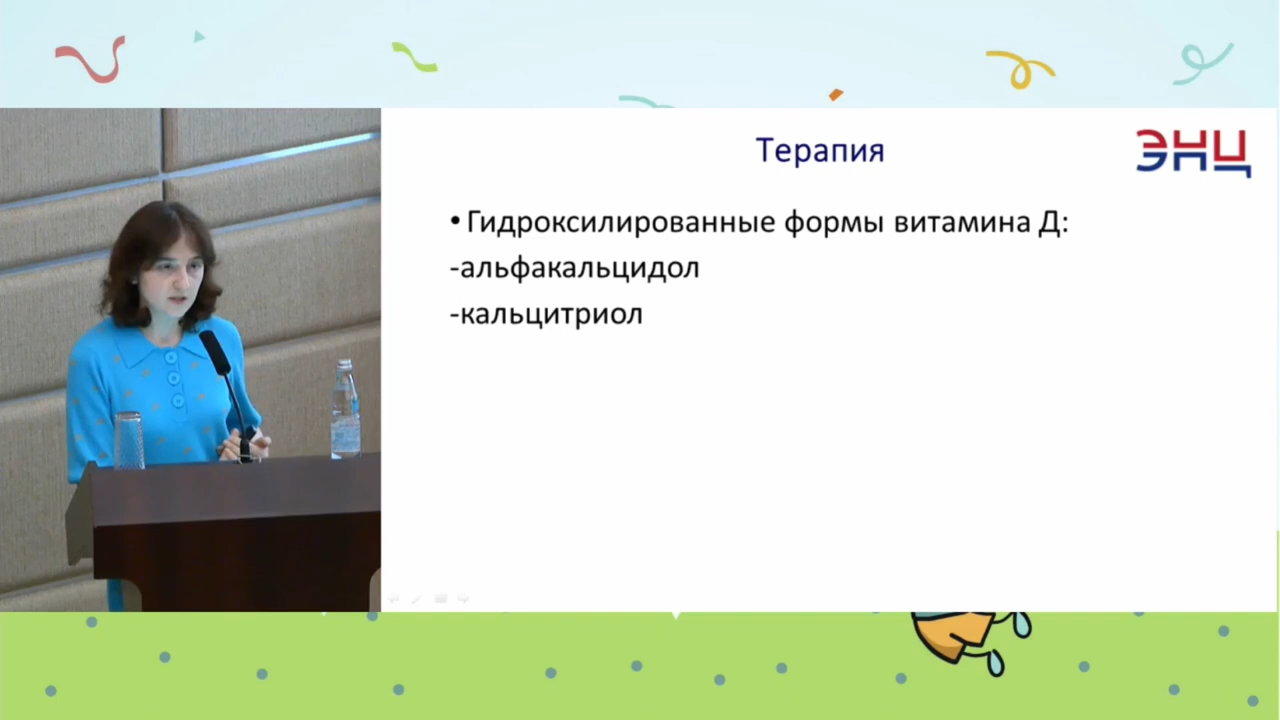 Терапия
ЭНЦ
• Гидроксилированные формы витамина Д:
-альфакальцидол
-кальцитриол